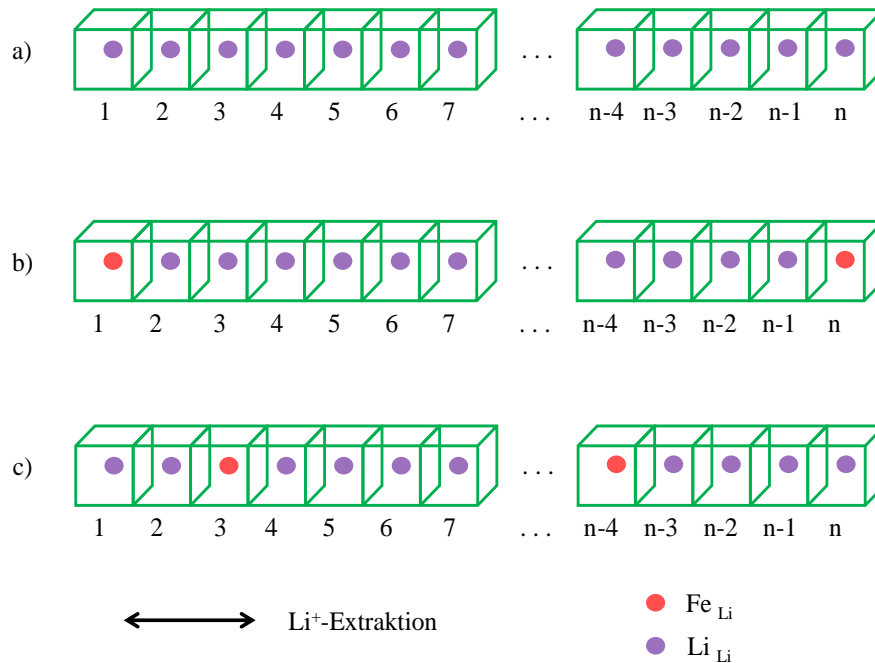 a)
. . .
1 2 3 4 5 6 7 . . . n-4 n-3 n-2 n-1 n
b)
. . .
1 2 3 4 5 6 7 . . . n-4 n-3 n-2 n-1 n
c)
. . .
1 2 3 4 5 6 7 . . . n-4 n-3 n-2 n-1 n
Li⁺-Extraktion
Fe Li
Li Li